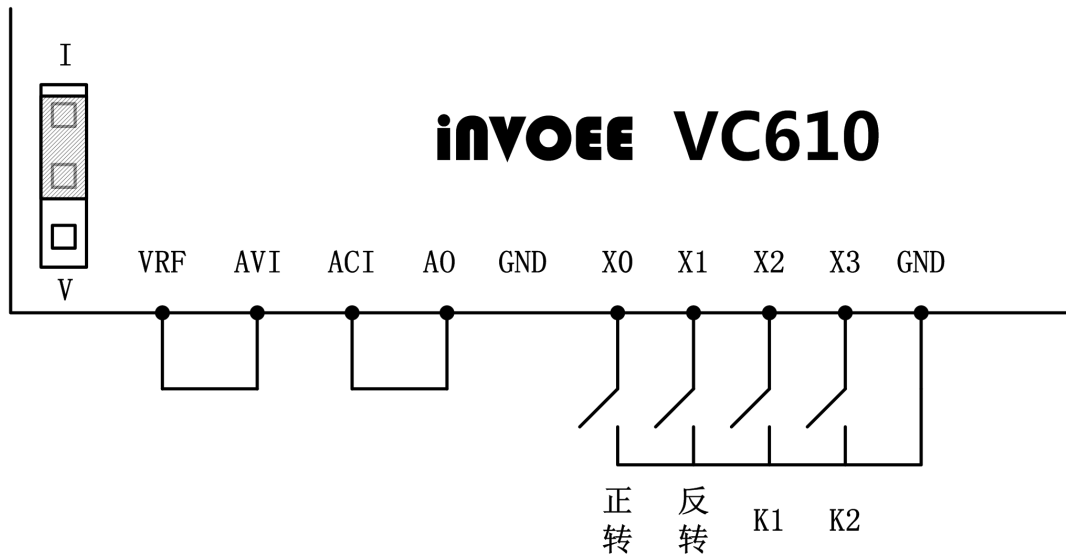 I
iNVOEE VC610
VRF AVI ACI AO GND X0 X1 X2 X3 GND
V
正转 反转 K1 K2